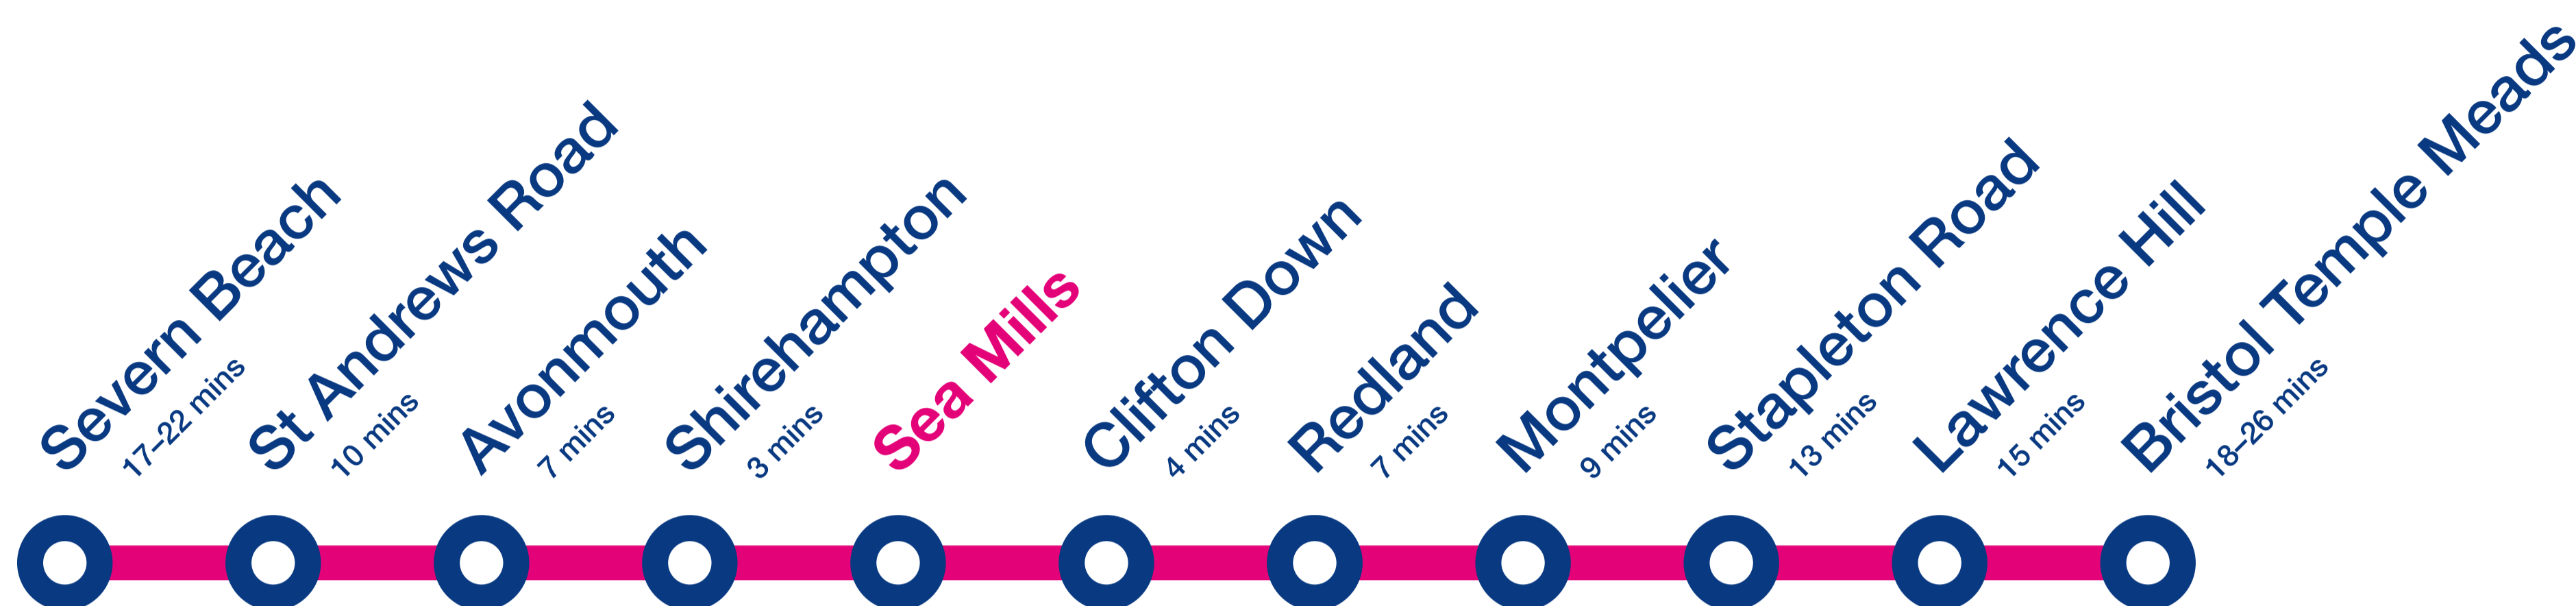 Severn Beach
17–22 mins
St Andrews Road
10 mins
Avonmouth
7 mins
Shirehampton
3 mins
Sea Mills
Clifton Down
4 mins
Redland
7 mins
Montpelier
9 mins
Stapleton Road
13 mins
Lawrence Hill
15 mins
Bristol Temple Meads
18–26 mins